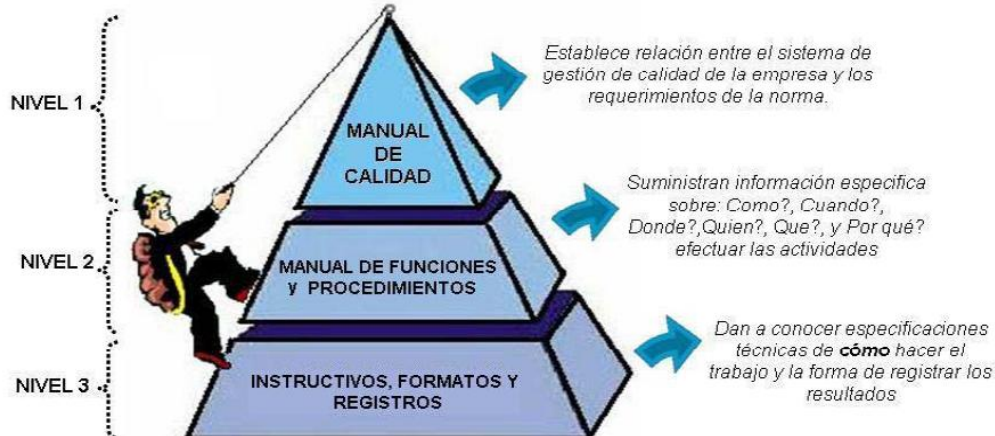 NIVEL 1
MANUAL
DE
CALIDAD
Establece relación entre el sistema de
gestión de calidad de la empresa y los
requerimientos de la norma.
NIVEL 2
MANUAL DE FUNCIONES
y PROCEDIMIENTOS
Suministran información especifica
sobre: Como?, Cuando?,
Donde?,Quien?, Que?, y Por qué?
efectuar las actividades
NIVEL 3
INSTRUCTIVOS, FORMATOS Y
REGISTROS
Dan a conocer especificaciones
técnicas de cómo hacer el
trabajo y la forma de registrar los
resultados